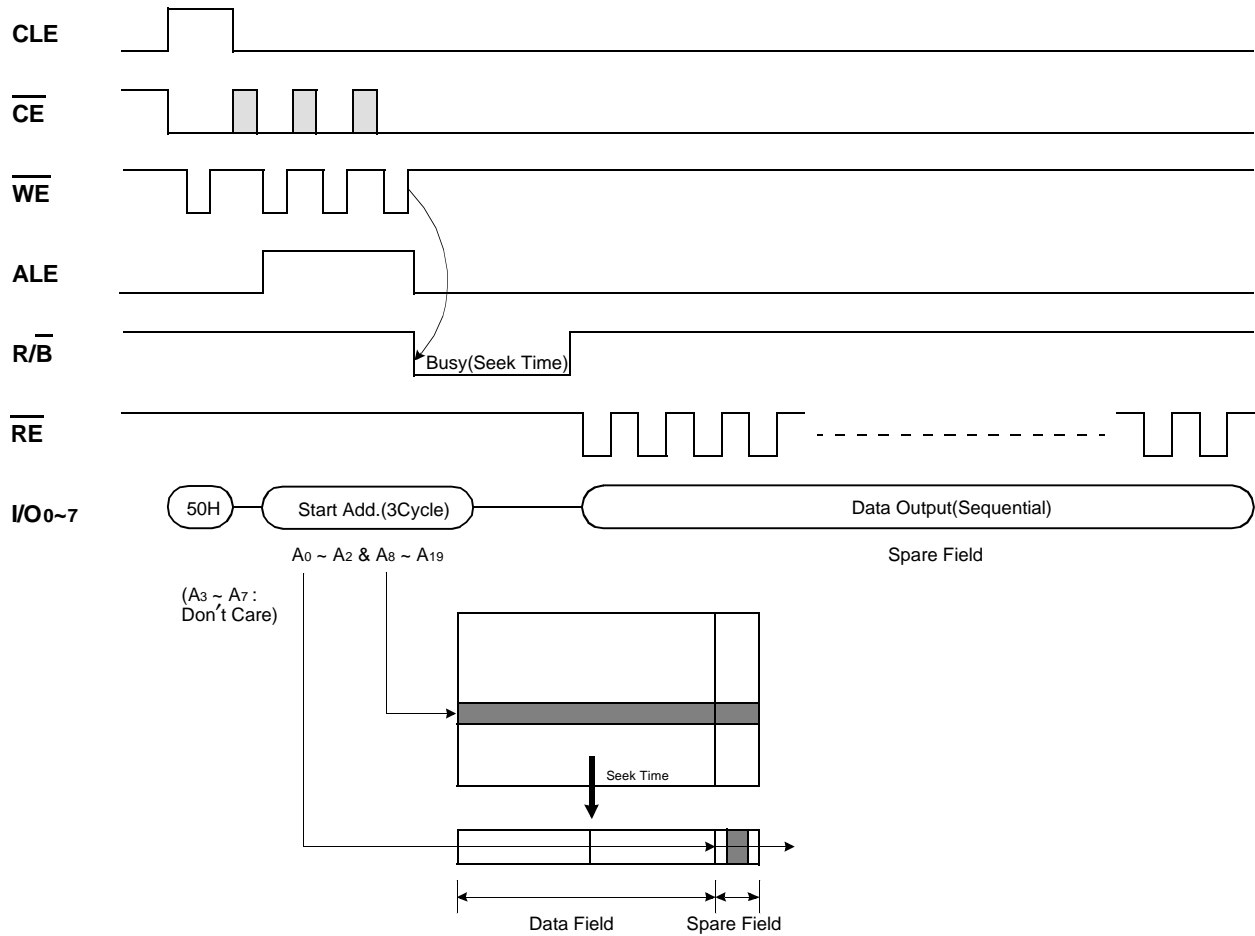 CLE
CE
WE
ALE
R/B
Busy(Seek Time)
RE
I/O0~7
50H
Start Add.(3Cycle)
Data Output(Sequential)
A0 ~ A2 & A8 ~ A19
Spare Field
(A3 ~ A7 :
Don′t Care)
Seek Time
Data Field
Spare Field